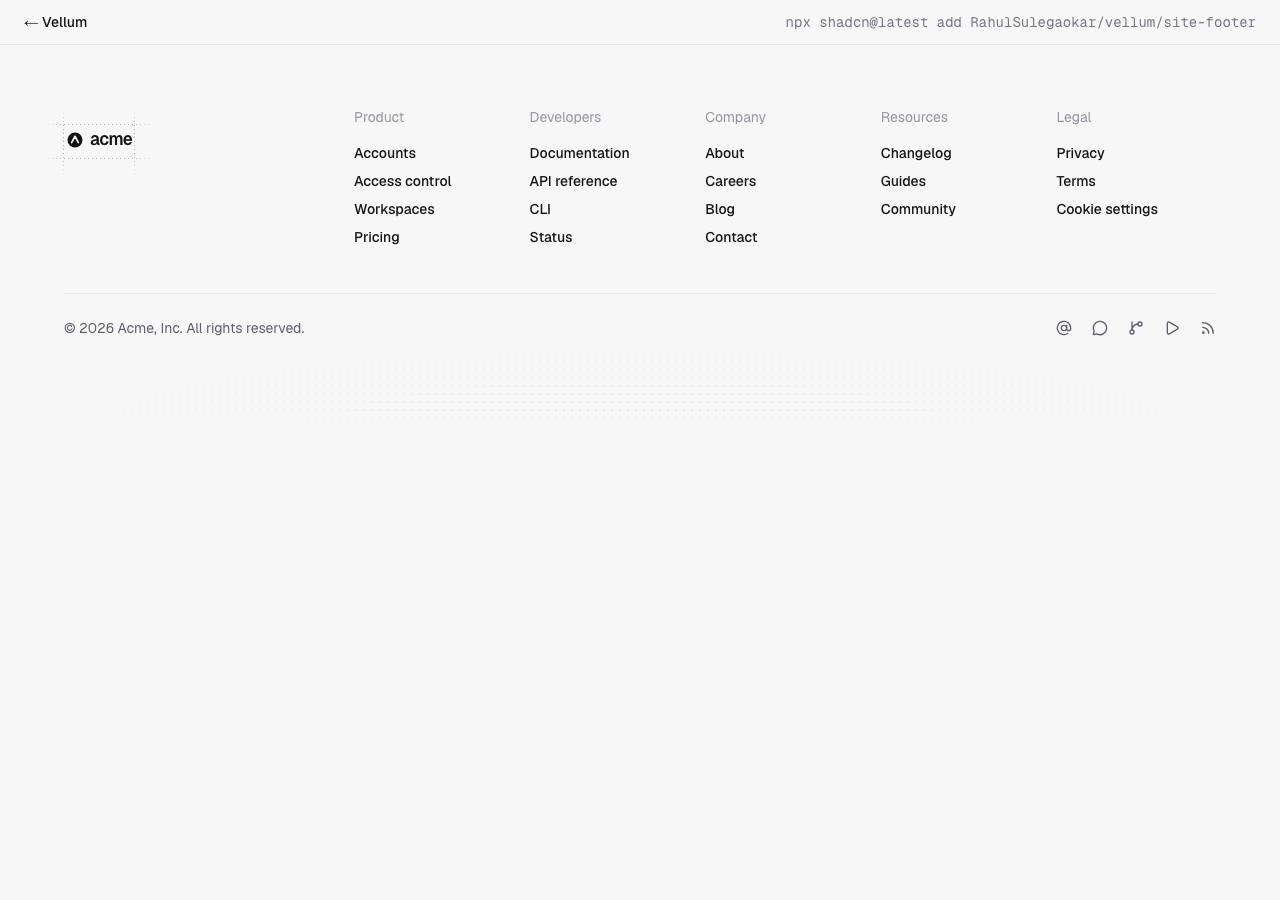 ← Vellum
npx shadcn@latest add RahulSulegaokar/vellum/site-footer
acme
Product
Accounts
Access control
Workspaces
Pricing
Developers
Documentation
API reference
CLI
Status
Company
About
Careers
Blog
Contact
Resources
Changelog
Guides
Community
Legal
Privacy
Terms
Cookie settings
© 2026 Acme, Inc. All rights reserved.